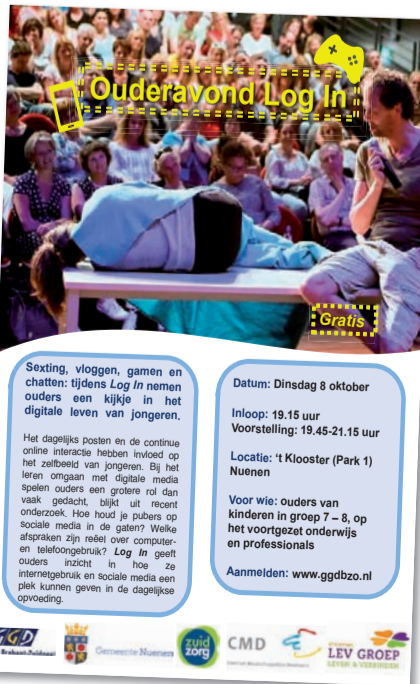 Ouderavond Log In
Gratis
Sexting, vloggen, gamen en
chatten: tijdens Log In nemen
ouders een kijkje in het
digitale leven van jongeren.
Het dagelijks posten en de continue
online interactie hebben invloed op
het zelfbeeld van jongeren. Bij het
leren omgaan met digitale media
spelen ouders een grotere rol dan
vaak gedacht, blijkt uit recent
onderzoek. Hoe houd je pubers op
sociale media in de gaten? Welke
afspraken zijn reëel over computer-
en telefoongebruik? Log In geeft
ouders inzicht in hoe ze
internetgebruik en sociale media een
plek kunnen geven in de dagelijkse
opvoeding.
Datum: Dinsdag 8 oktober
Inloop: 19.15 uur
Voorstelling: 19.45-21.15 uur
Locatie: 't Klooster (Park 1)
Nuenen
Voor wie: ouders van
kinderen in groep 7 – 8, op
het voortgezet onderwijs
en professionals
Aanmelden: www.ggdbzo.nl
GGD
Brabant-Zuidoost
Gemeente Nuenen
zuid
zorg
CMD
LEV GROEP
LEVEN & VERBINDEN